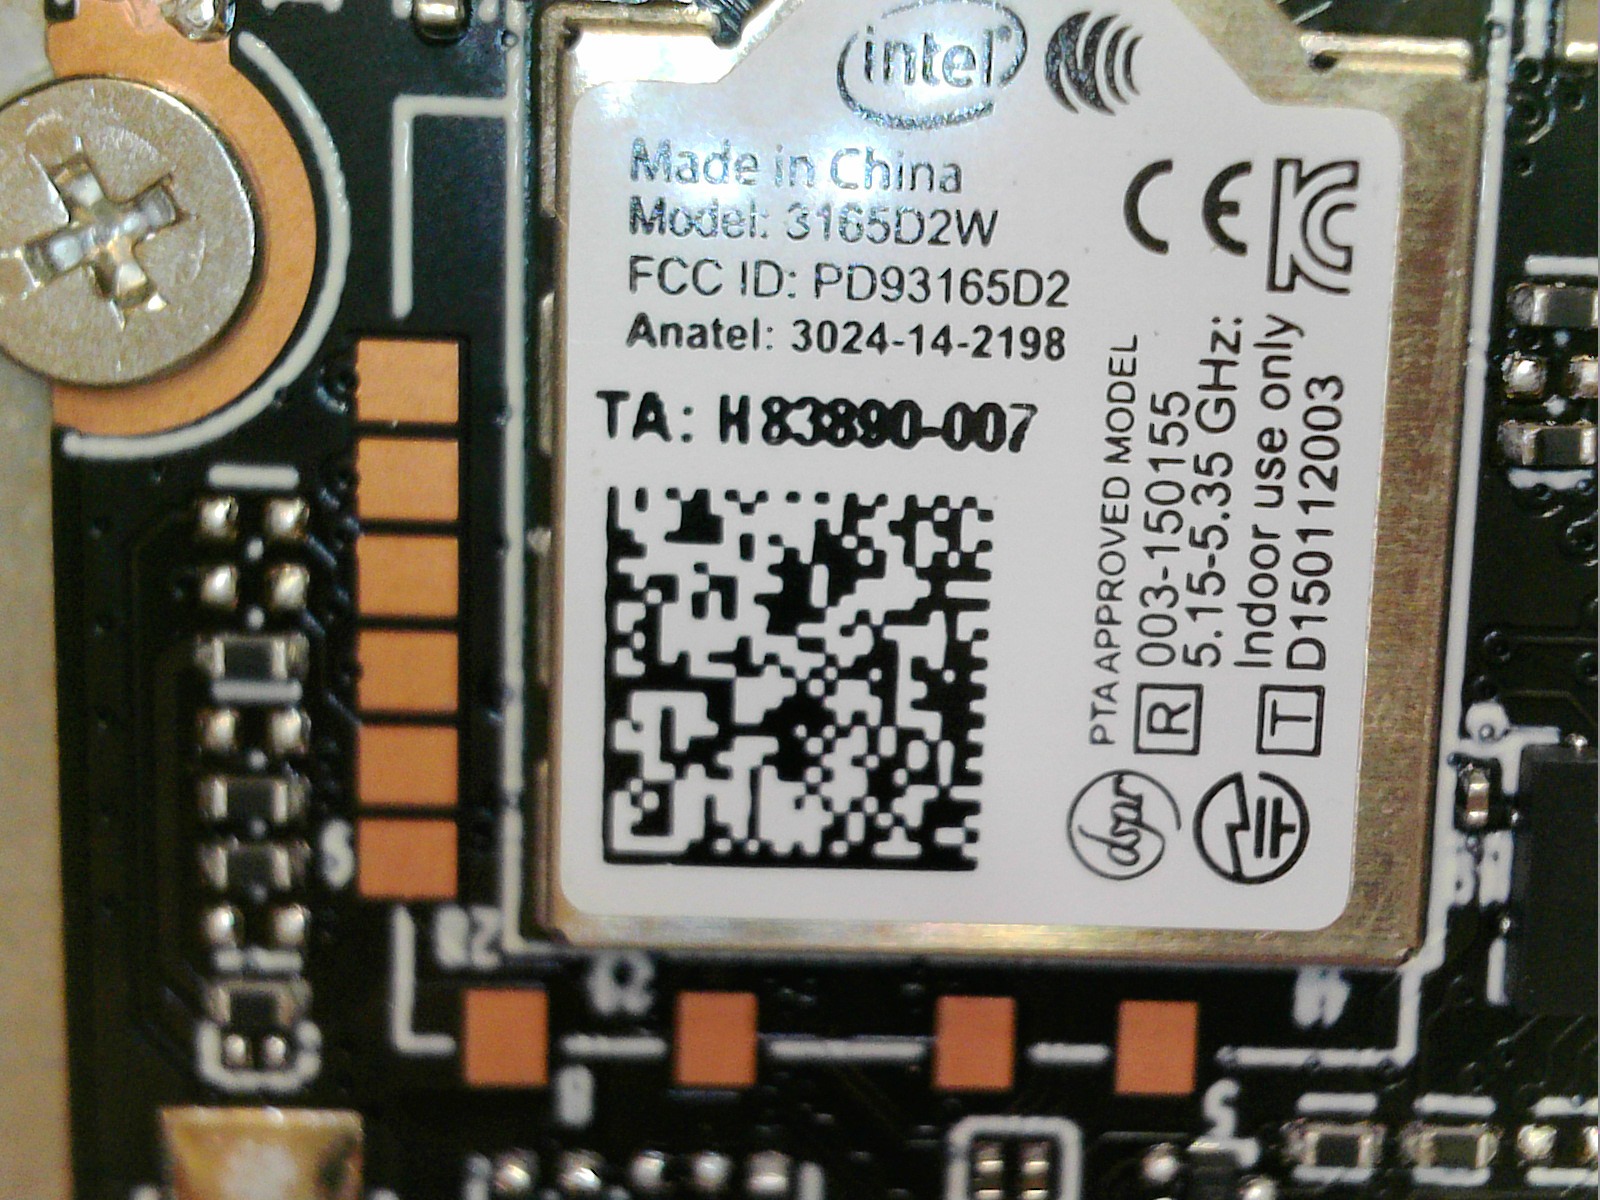 intel
Made in China
Model: 3165D2W
FCC ID: PD93165D2
Anatel: 3024-14-2198
TA: H83890-007
CE
PTA APPROVED MODEL
R 003-150155
5.15-5.35 GHz:
Indoor use only
T D150112003